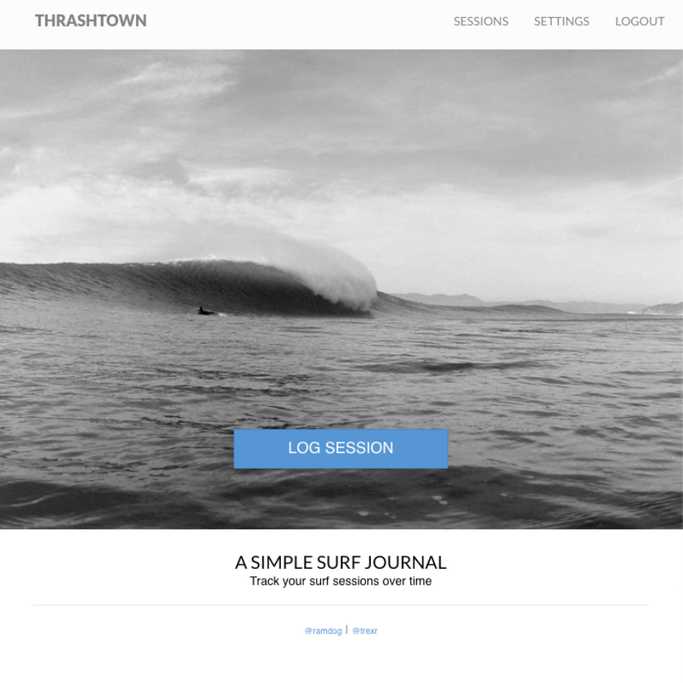 THRASHTOWN SESSIONS SETTINGS LOGOUT
LOG SESSION
A SIMPLE SURF JOURNAL
Track your surf sessions over time
@ramdog | @trexr